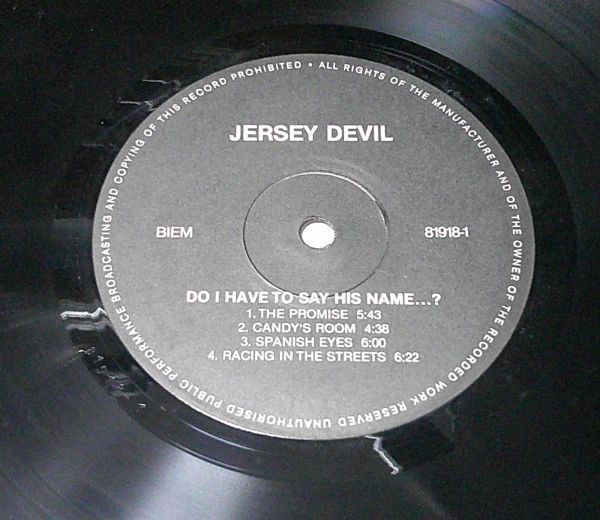 JERSEY DEVIL
BIEM
81918-1
DO I HAVE TO SAY HIS NAME...?
1. THE PROMISE 5:43
2. CANDY'S ROOM 4:38
3. SPANISH EYES 6:00
4. RACING IN THE STREETS 6:22
ALL RIGHTS OF THE MANUFACTURER AND OF THE OWNER OF THE RECORDED WORK RESERVED UNAUTHORISED PUBLIC PERFORMANCE BROADCASTING AND COPYING OF THIS RECORD PROHIBITED •